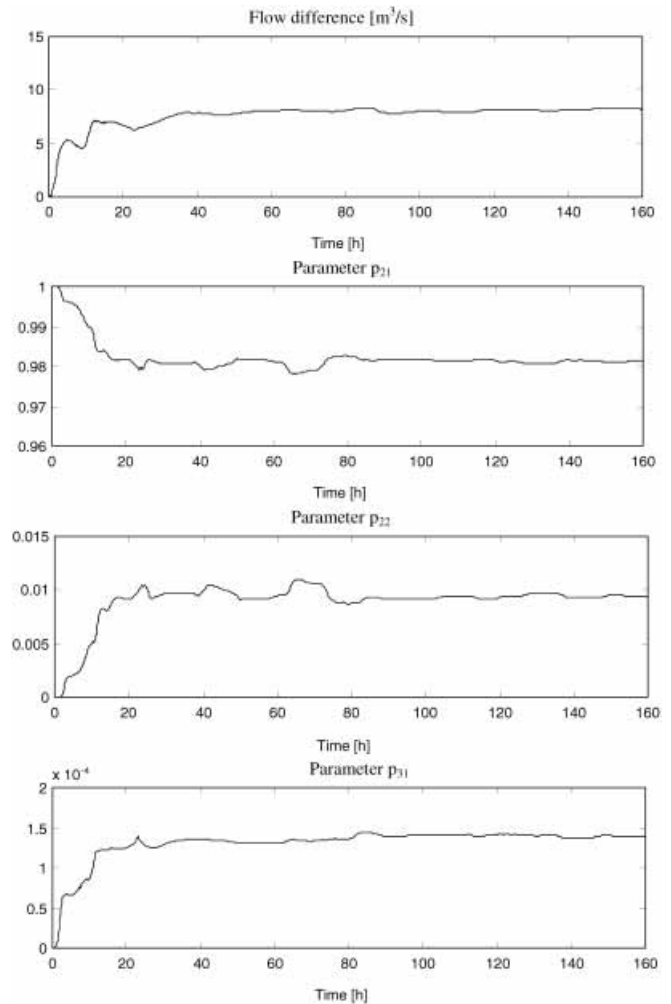 Flow difference [m³/s]
15
10
5
0
0 20 40 60 80 100 120 140 160
Time [h]
Parameter p₂₁
1
0.99
0.98
0.97
0.96
0 20 40 60 80 100 120 140 160
Time [h]
Parameter p₂₂
0.015
0.01
0.005
0
0 20 40 60 80 100 120 140 160
Time [h]
Parameter p₃₁
x 10⁻⁴
2
1.5
1
0.5
0
0 20 40 60 80 100 120 140 160
Time [h]